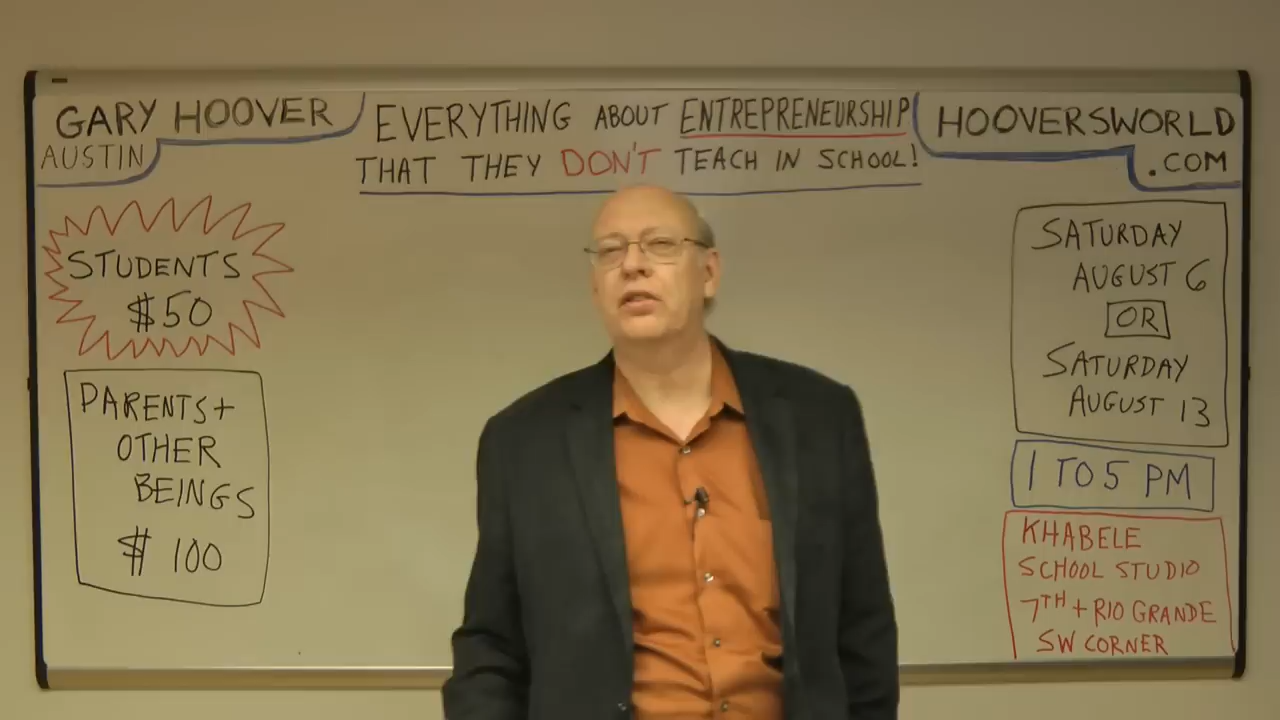 GARY HOOVER
AUSTIN
EVERYTHING ABOUT ENTREPRENEURSHIP
THAT THEY DON'T TEACH IN SCHOOL!
HOOVERSWORLD
.COM
STUDENTS
$50
PARENTS +
OTHER
BEINGS
$ 100
SATURDAY
AUGUST 6
OR
SATURDAY
AUGUST 13
1 TO 5 PM
KHABELE
SCHOOL STUDIO
7TH + RIO GRANDE
SW CORNER